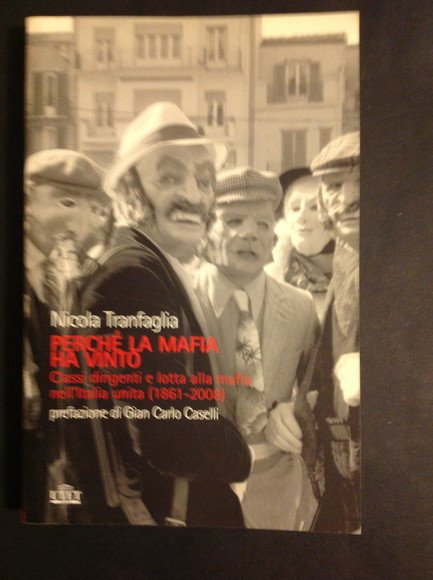 Nicola Tranfaglia
PERCHÉ LA MAFIA
HA VINTO
Classi dirigenti e lotta alla mafia
nell'Italia unita (1861-2008)
prefazione di Gian Carlo Caselli